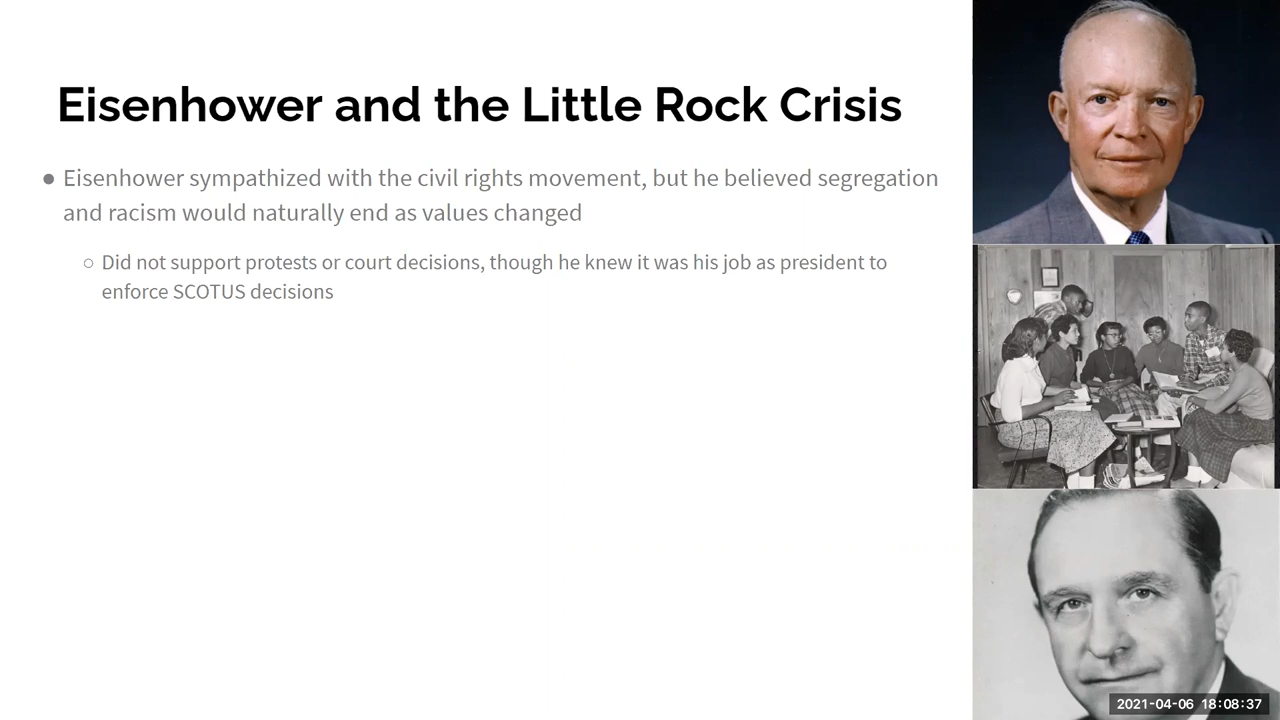 Eisenhower and the Little Rock Crisis
● Eisenhower sympathized with the civil rights movement, but he believed segregation
and racism would naturally end as values changed
○ Did not support protests or court decisions, though he knew it was his job as president to
enforce SCOTUS decisions
2021-04-06 18:08:37